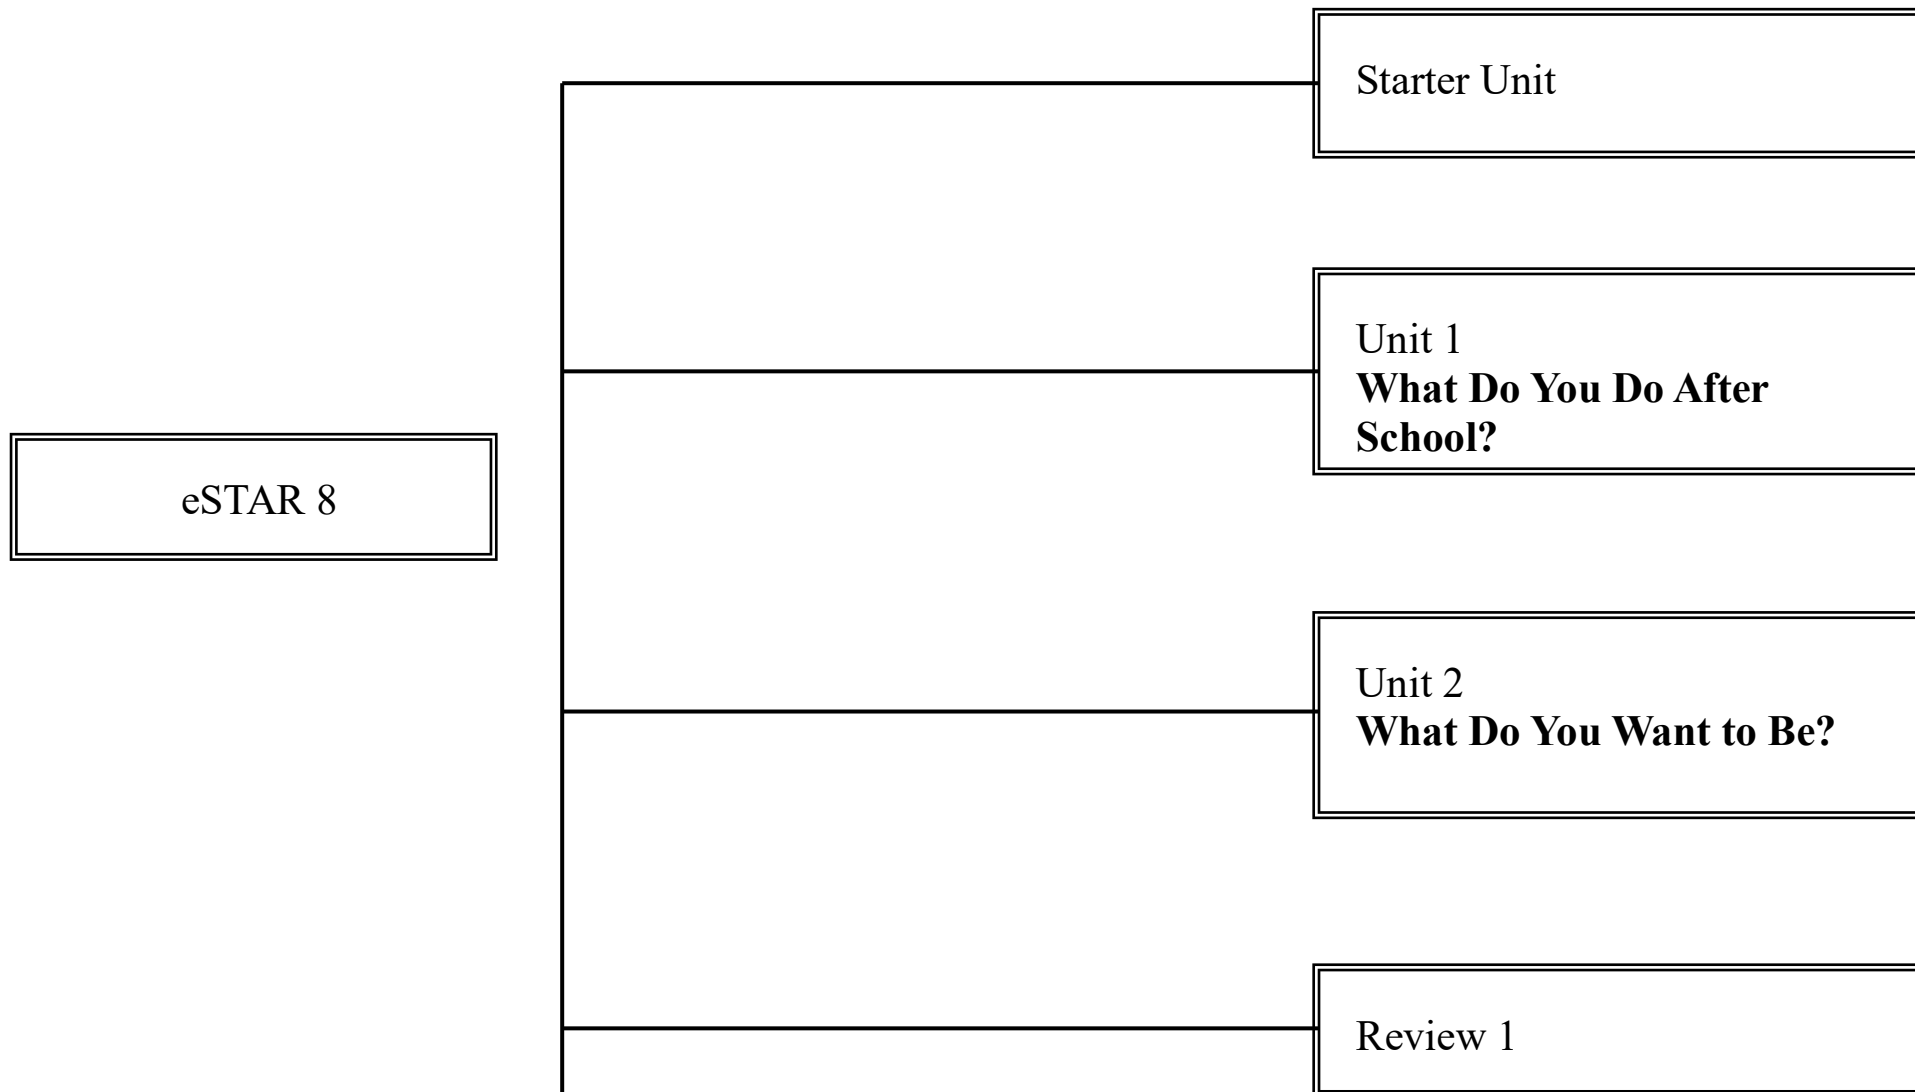 Starter Unit
Unit 1
What Do You Do After
School?
eSTAR 8
Unit 2
What Do You Want to Be?
Review 1